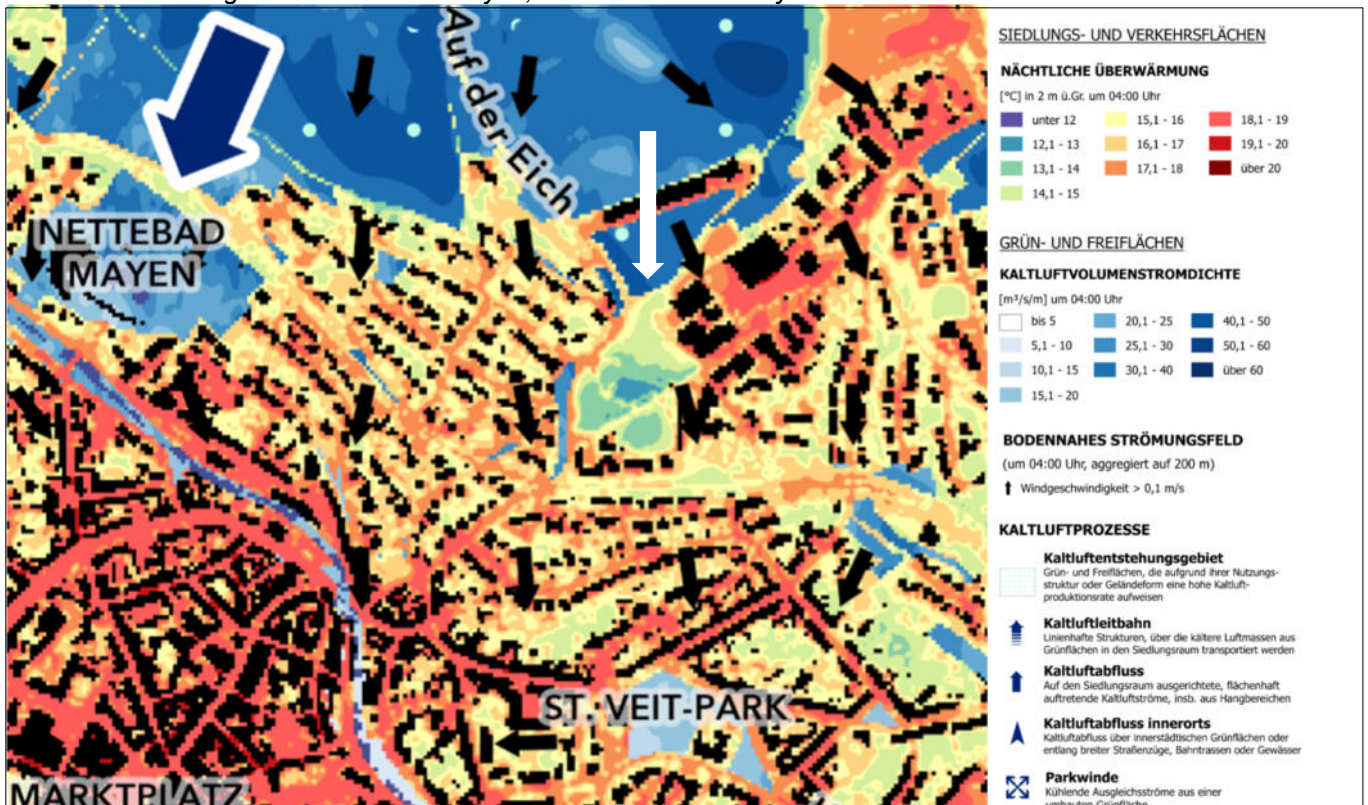 Auf der Eich
NETTEBAD
MAYEN
ST. VEIT-PARK
MARKTPLATZ
SIEDLUNGS- UND VERKEHRSFLÄCHEN
NÄCHTLICHE ÜBERWÄRMUNG
[°C] in 2 m ü.Gr. um 04:00 Uhr
unter 12 15,1 - 16 18,1 - 19
12,1 - 13 16,1 - 17 19,1 - 20
13,1 - 14 17,1 - 18 über 20
14,1 - 15
GRÜN- UND FREIFLÄCHEN
KALTLUFTVOLUMENSTROMDICHTE
[m³/s/m] um 04:00 Uhr
bis 5 20,1 - 25 40,1 - 50
5,1 - 10 25,1 - 30 50,1 - 60
10,1 - 15 30,1 - 40 über 60
15,1 - 20
BODENNAHES STRÖMUNGSFELD
(um 04:00 Uhr, aggregiert auf 200 m)
Windgeschwindigkeit > 0,1 m/s
KALTLUFTPROZESSE
Kaltluftentstehungsgebiet
Grün- und Freiflächen, die aufgrund ihrer Nutzungs-
struktur oder Geländeform eine hohe Kaltluft-
produktionsrate aufweisen
Kaltluftleitbahn
Linienhafte Strukturen, über die kältere Luftmassen aus
Grünflächen in den Siedlungsraum transportiert werden
Kaltluftabfluss
Auf den Siedlungsraum ausgerichtete, flächenhaft
auftretende Kaltluftströme, insb. aus Hangbereichen
Kaltluftabfluss innerorts
Kaltluftabfluss über innerstädtischen Grünflächen oder
entlang breiter Straßenzüge, Bahntrassen oder Gewässer
Parkwinde
Kühlende Ausgleichsströme aus einer
umbauten Grünfläche